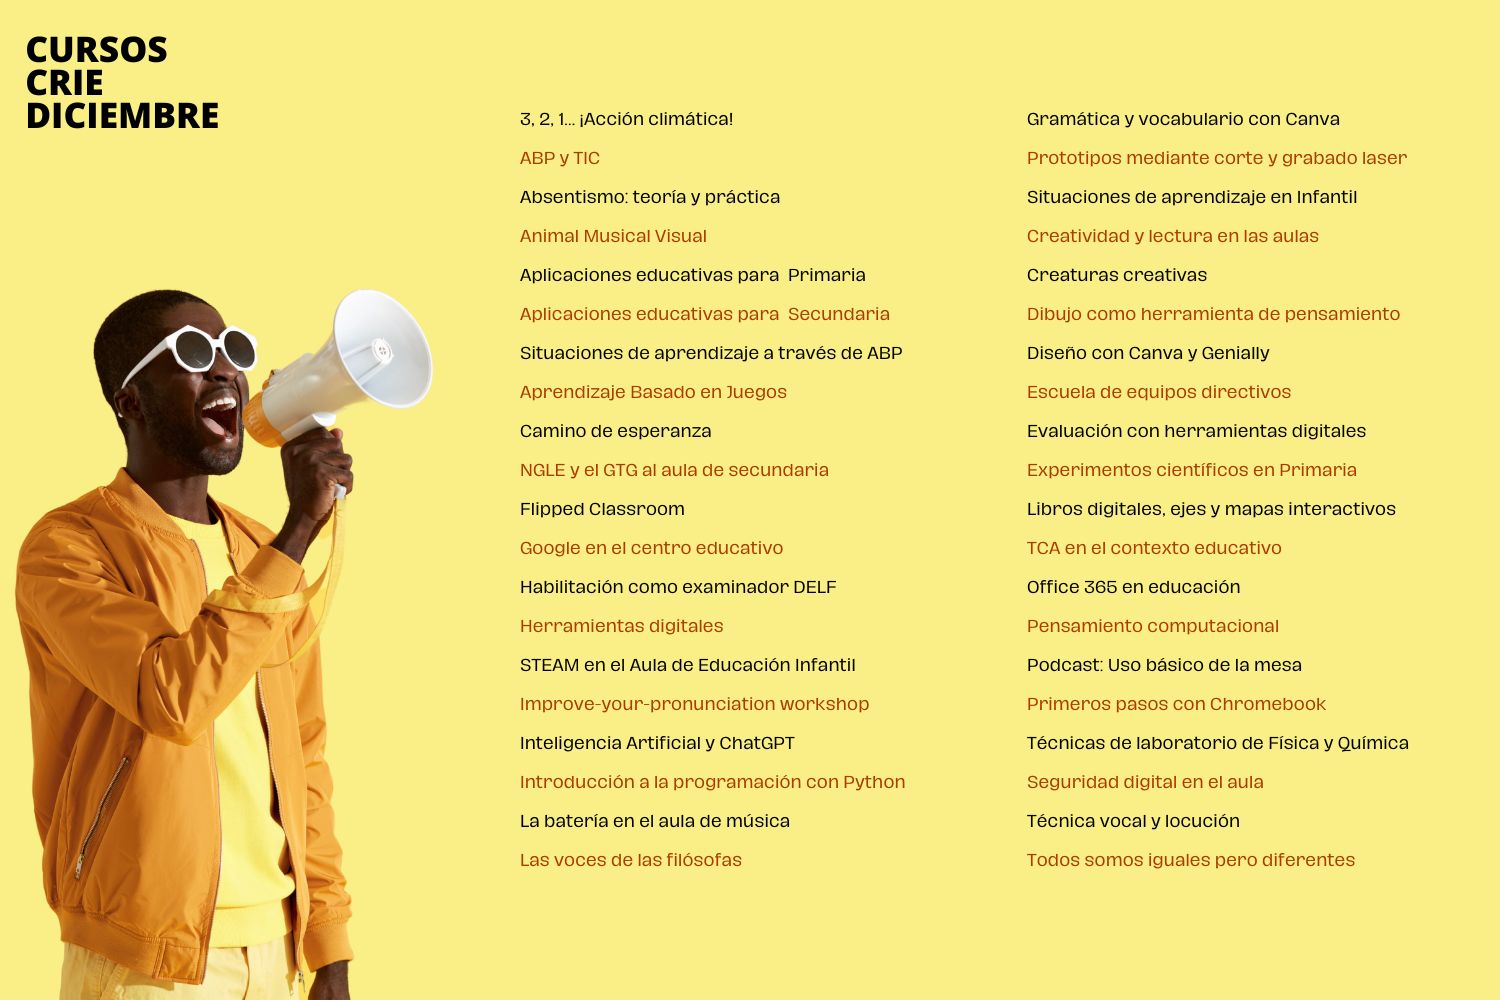 CURSOS
CRIE
DICIEMBRE
3, 2, 1... ¡Acción climática!
ABP y TIC
Absentismo: teoría y práctica
Animal Musical Visual
Aplicaciones educativas para  Primaria
Aplicaciones educativas para  Secundaria
Situaciones de aprendizaje a través de ABP
Aprendizaje Basado en Juegos
Camino de esperanza
NGLE y el GTG al aula de secundaria
Flipped Classroom
Google en el centro educativo
Habilitación como examinador DELF
Herramientas digitales
STEAM en el Aula de Educación Infantil
Improve-your-pronunciation workshop
Inteligencia Artificial y ChatGPT
Introducción a la programación con Python
La batería en el aula de música
Las voces de las filósofas
Gramática y vocabulario con Canva
Prototipos mediante corte y grabado laser
Situaciones de aprendizaje en Infantil
Creatividad y lectura en las aulas
Creaturas creativas
Dibujo como herramienta de pensamiento
Diseño con Canva y Genially
Escuela de equipos directivos
Evaluación con herramientas digitales
Experimentos científicos en Primaria
Libros digitales, ejes y mapas interactivos
TCA en el contexto educativo
Office 365 en educación
Pensamiento computacional
Podcast: Uso básico de la mesa
Primeros pasos con Chromebook
Técnicas de laboratorio de Física y Química
Seguridad digital en el aula
Técnica vocal y locución
Todos somos iguales pero diferentes